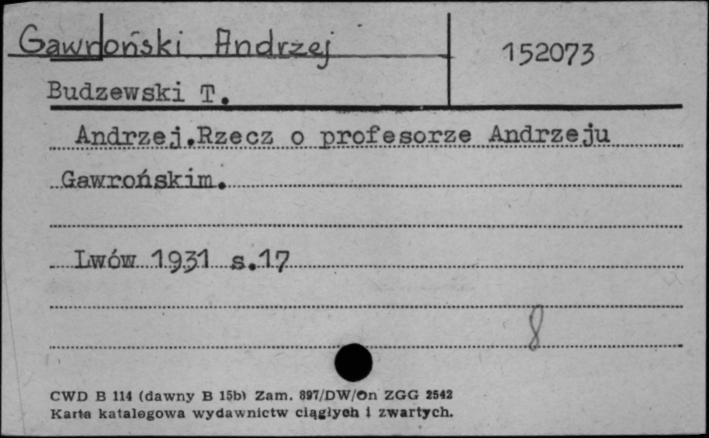 Gawroński Andrzej
152073
Budzewski T.
Andrzej.Rzecz o profesorze Andrzeju
Gawrońskim.
Lwów 1931 s.17
8
CWD B 114 (dawny B 15b) Zam. 897/DW/On ZGG 2542
Karta katalogowa wydawnictw ciągłych i zwartych.